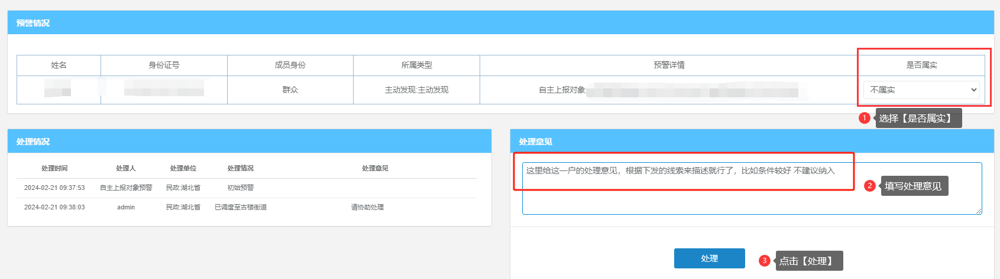 预警情况
姓名 身份证号 成员身份 所属类型 预警详情 是否属实
群众 主动发现:主动发现 自主上报对象 不属实
1 选择【是否属实】
处理情况
处理时间 处理人 处理单位 处理情况 处理意见
2024-02-21 09:37:53 自主上报对象预警 民政:湖北省 初始预警
2024-02-21 09:38:03 admin 民政:湖北省 已调度至古楼街道 请协助处理
处理意见
这里给这一户的处理意见，根据下发的线索来描述就行了，比如条件较好 不建议纳入
2 填写处理意见
处理
3 点击【处理】